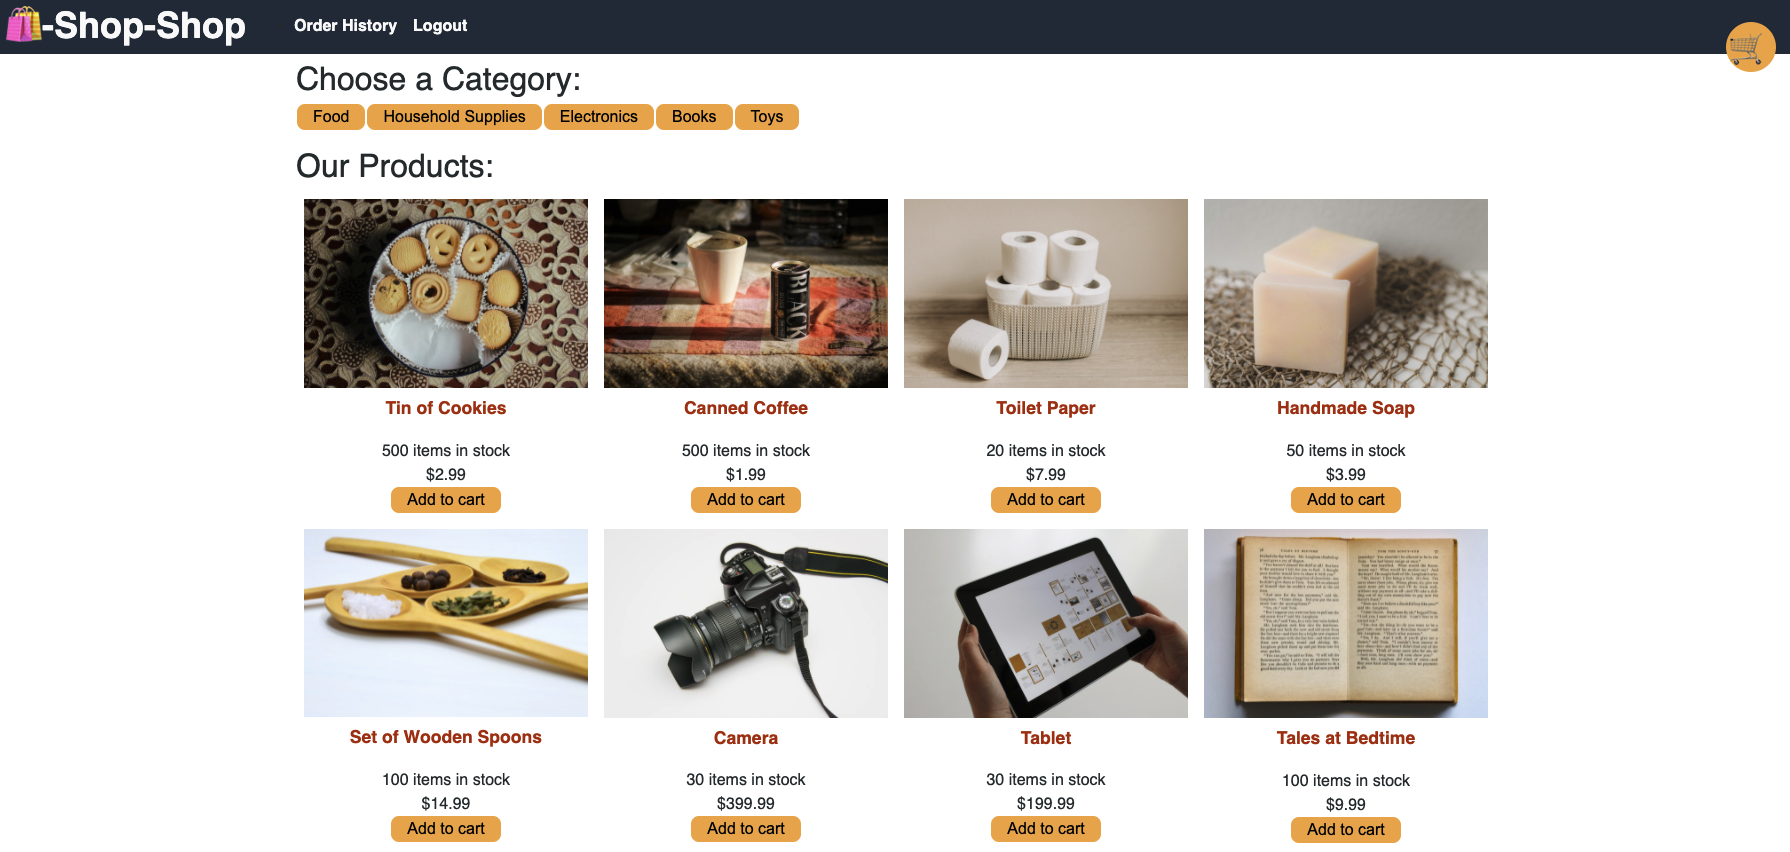 -Shop-Shop
Order History Logout
Choose a Category:
Food Household Supplies Electronics Books Toys
Our Products:
BLACK
Tin of Cookies Canned Coffee Toilet Paper Handmade Soap
500 items in stock 500 items in stock 20 items in stock 50 items in stock
$2.99 $1.99 $7.99 $3.99
Add to cart Add to cart Add to cart Add to cart
Set of Wooden Spoons Camera Tablet Tales at Bedtime
100 items in stock 30 items in stock 30 items in stock 100 items in stock
$14.99 $399.99 $199.99 $9.99
Add to cart Add to cart Add to cart Add to cart